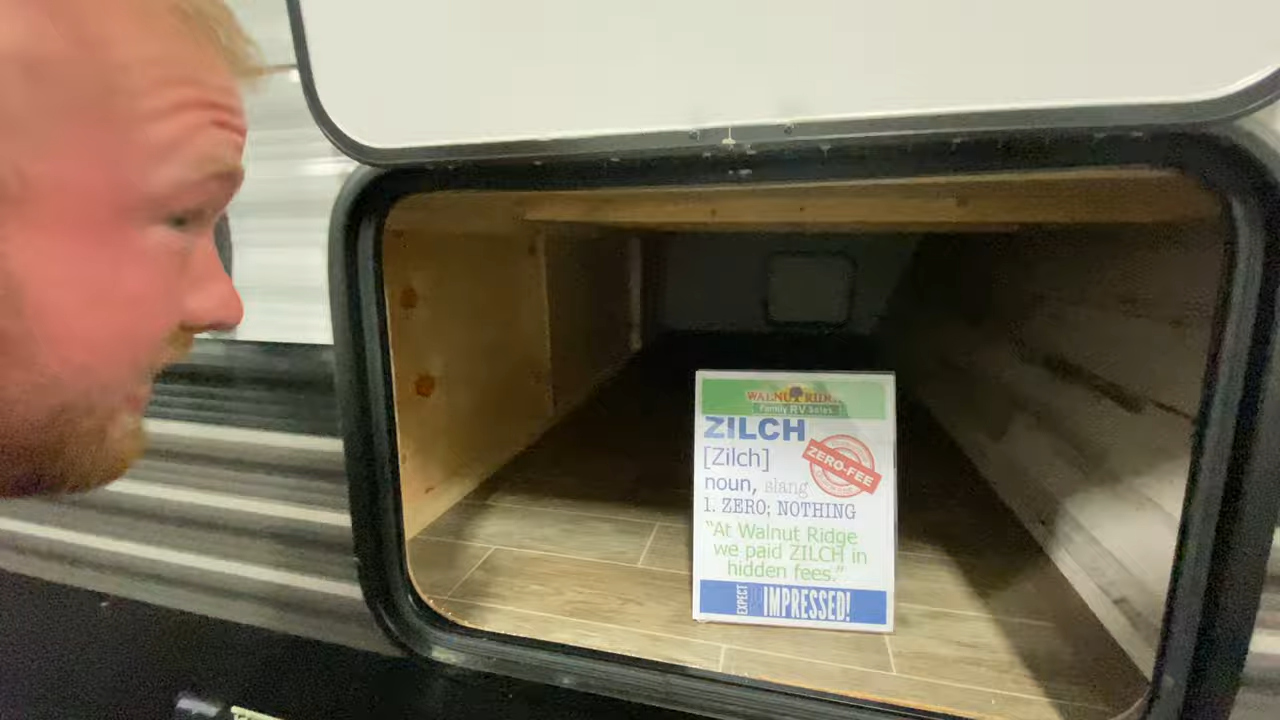 WALNUT RIDGE
Family RV Sales
ZILCH
[Zilch]
ZERO-FEE
noun, slang
1. ZERO; NOTHING
"At Walnut Ridge
we paid ZILCH in
hidden fees."
EXPECT
IMPRESSED!